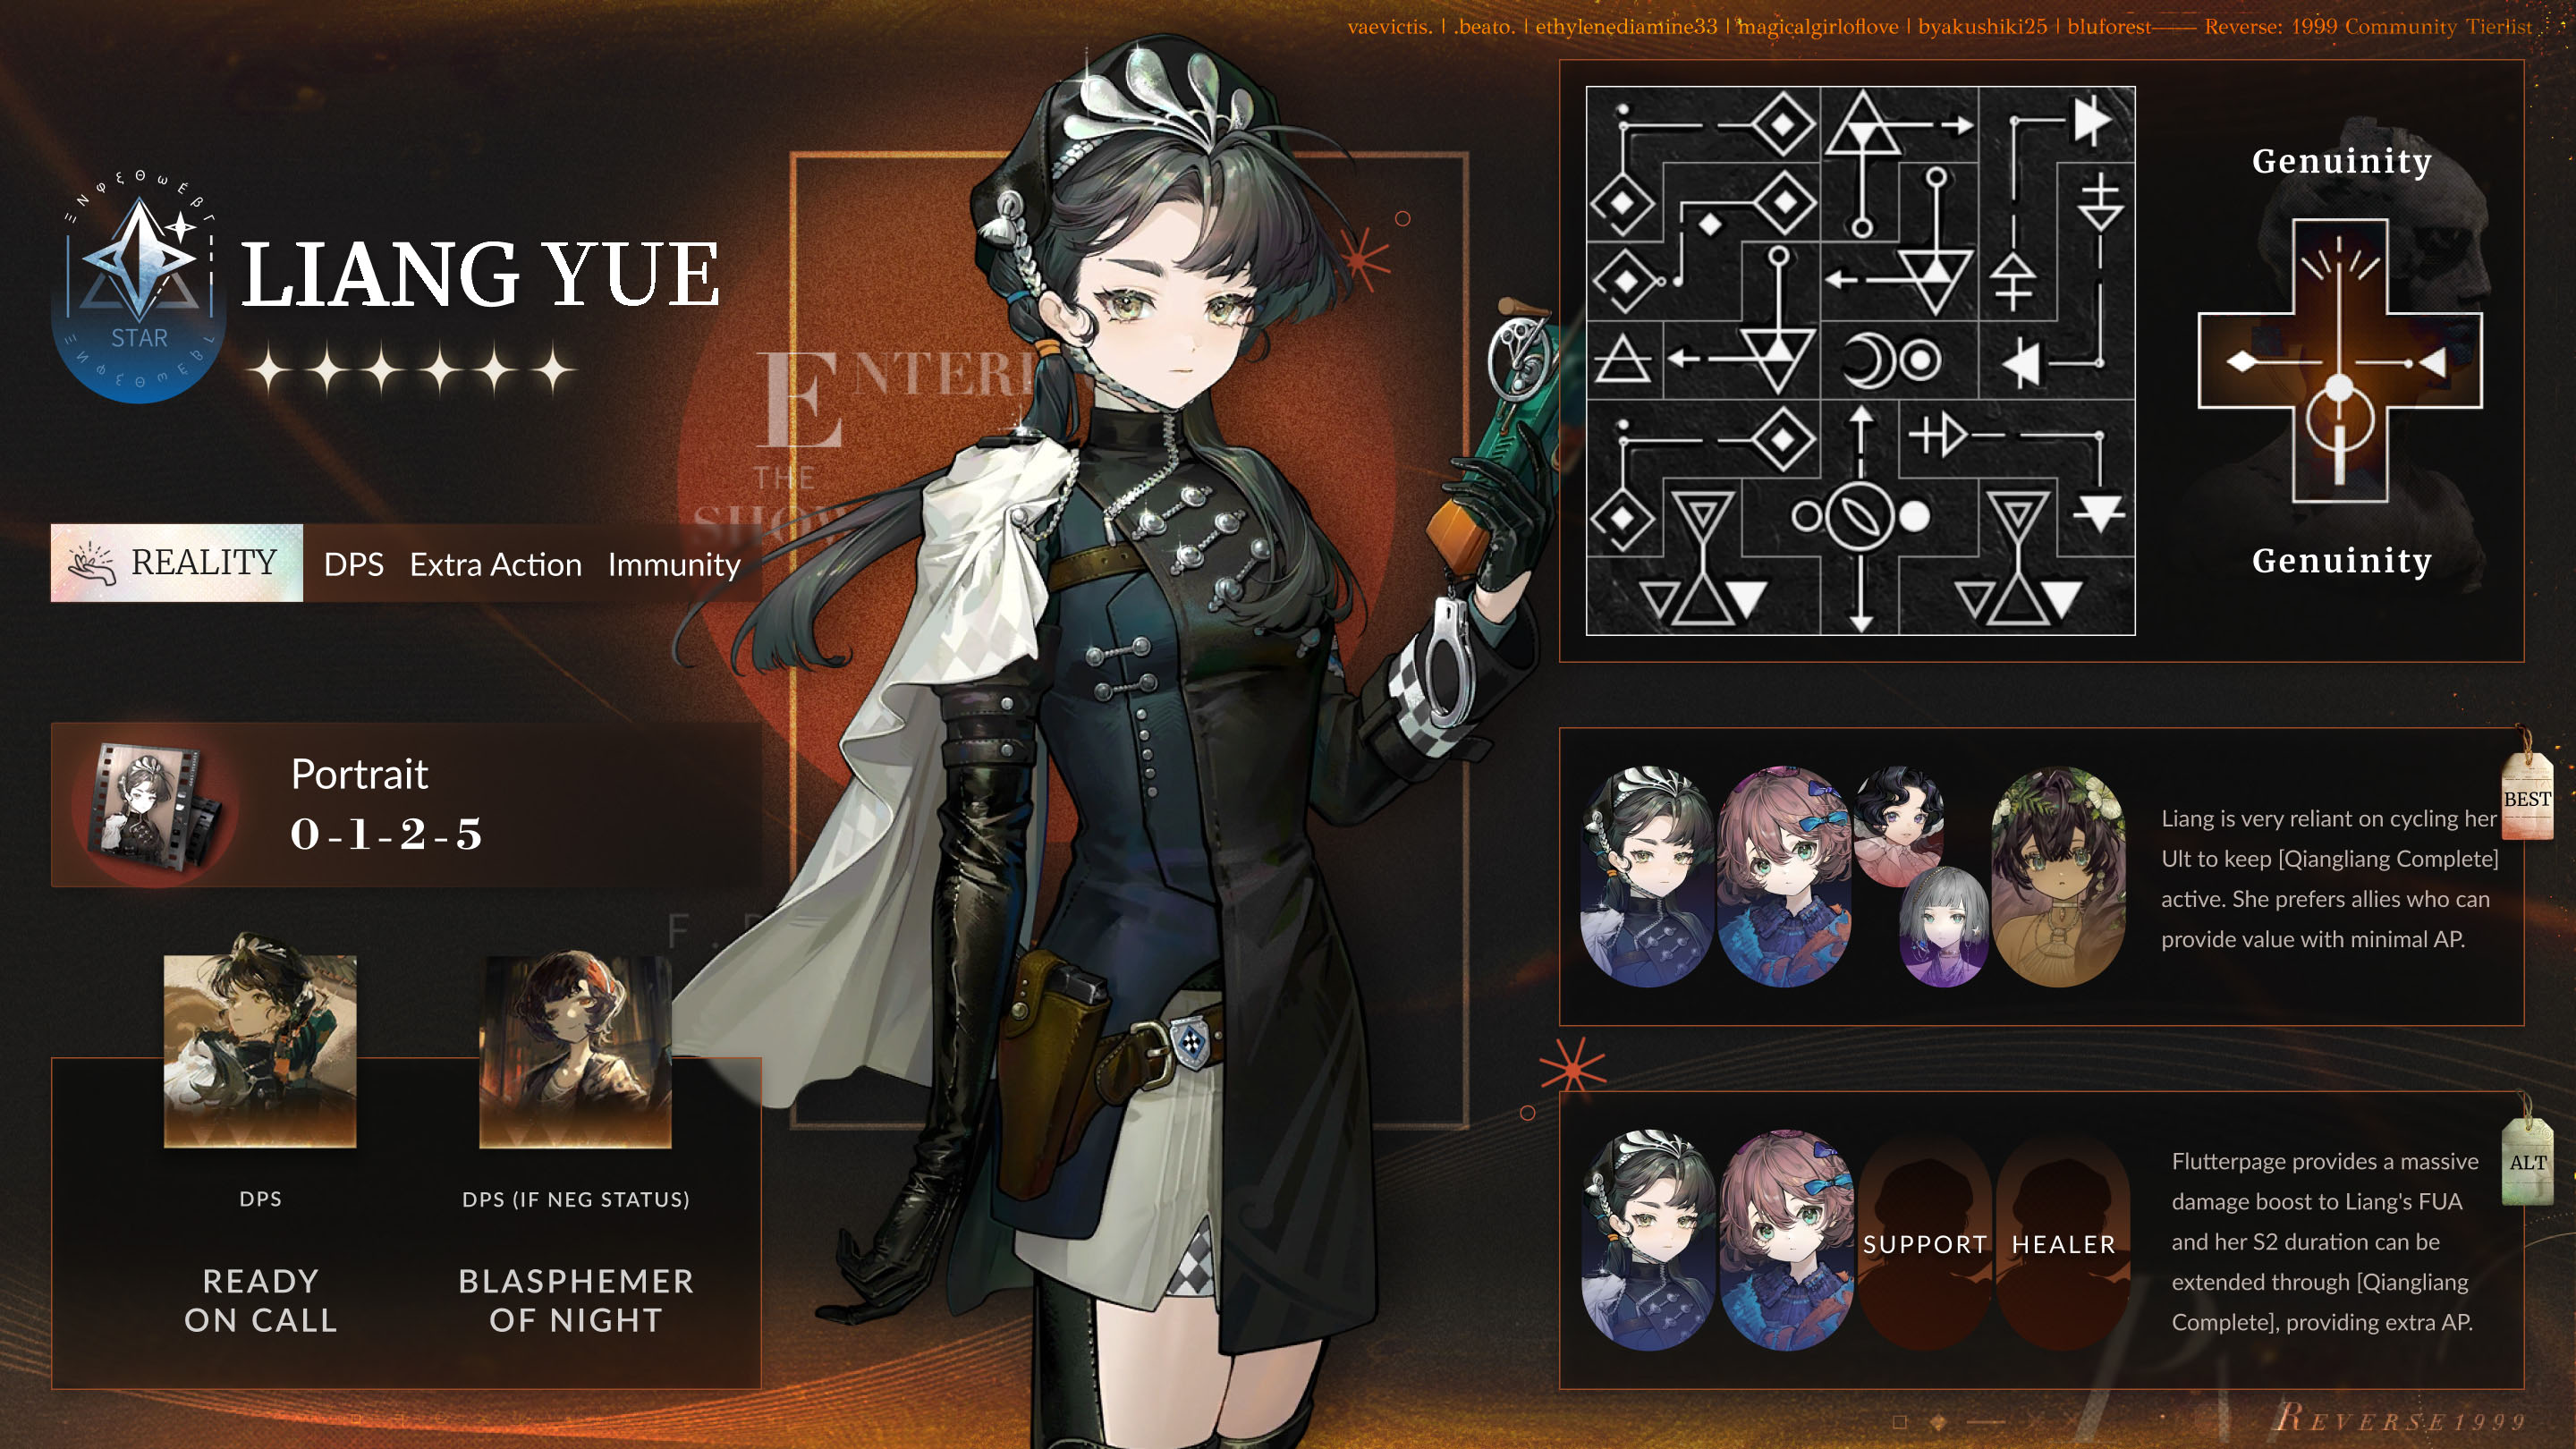 vaevictis. | .beato. | ethylenediamine33 | magicalgirloflove | byakushiki25 | bluforest—— Reverse: 1999 Community Tierlist
STAR
LIANG YUE
ENTERI
THE
SHOW
REALITY DPS Extra Action Immunity
Portrait
0-1-2-5
F.
DPS
READY
ON CALL
DPS (IF NEG STATUS)
BLASPHEMER
OF NIGHT
Genuinity
Genuinity
BEST
Liang is very reliant on cycling her
Ult to keep [Qiangliang Complete]
active. She prefers allies who can
provide value with minimal AP.
ALT
SUPPORT HEALER
Flutterpage provides a massive
damage boost to Liang's FUA
and her S2 duration can be
extended through [Qiangliang
Complete], providing extra AP.
REVERSE1999